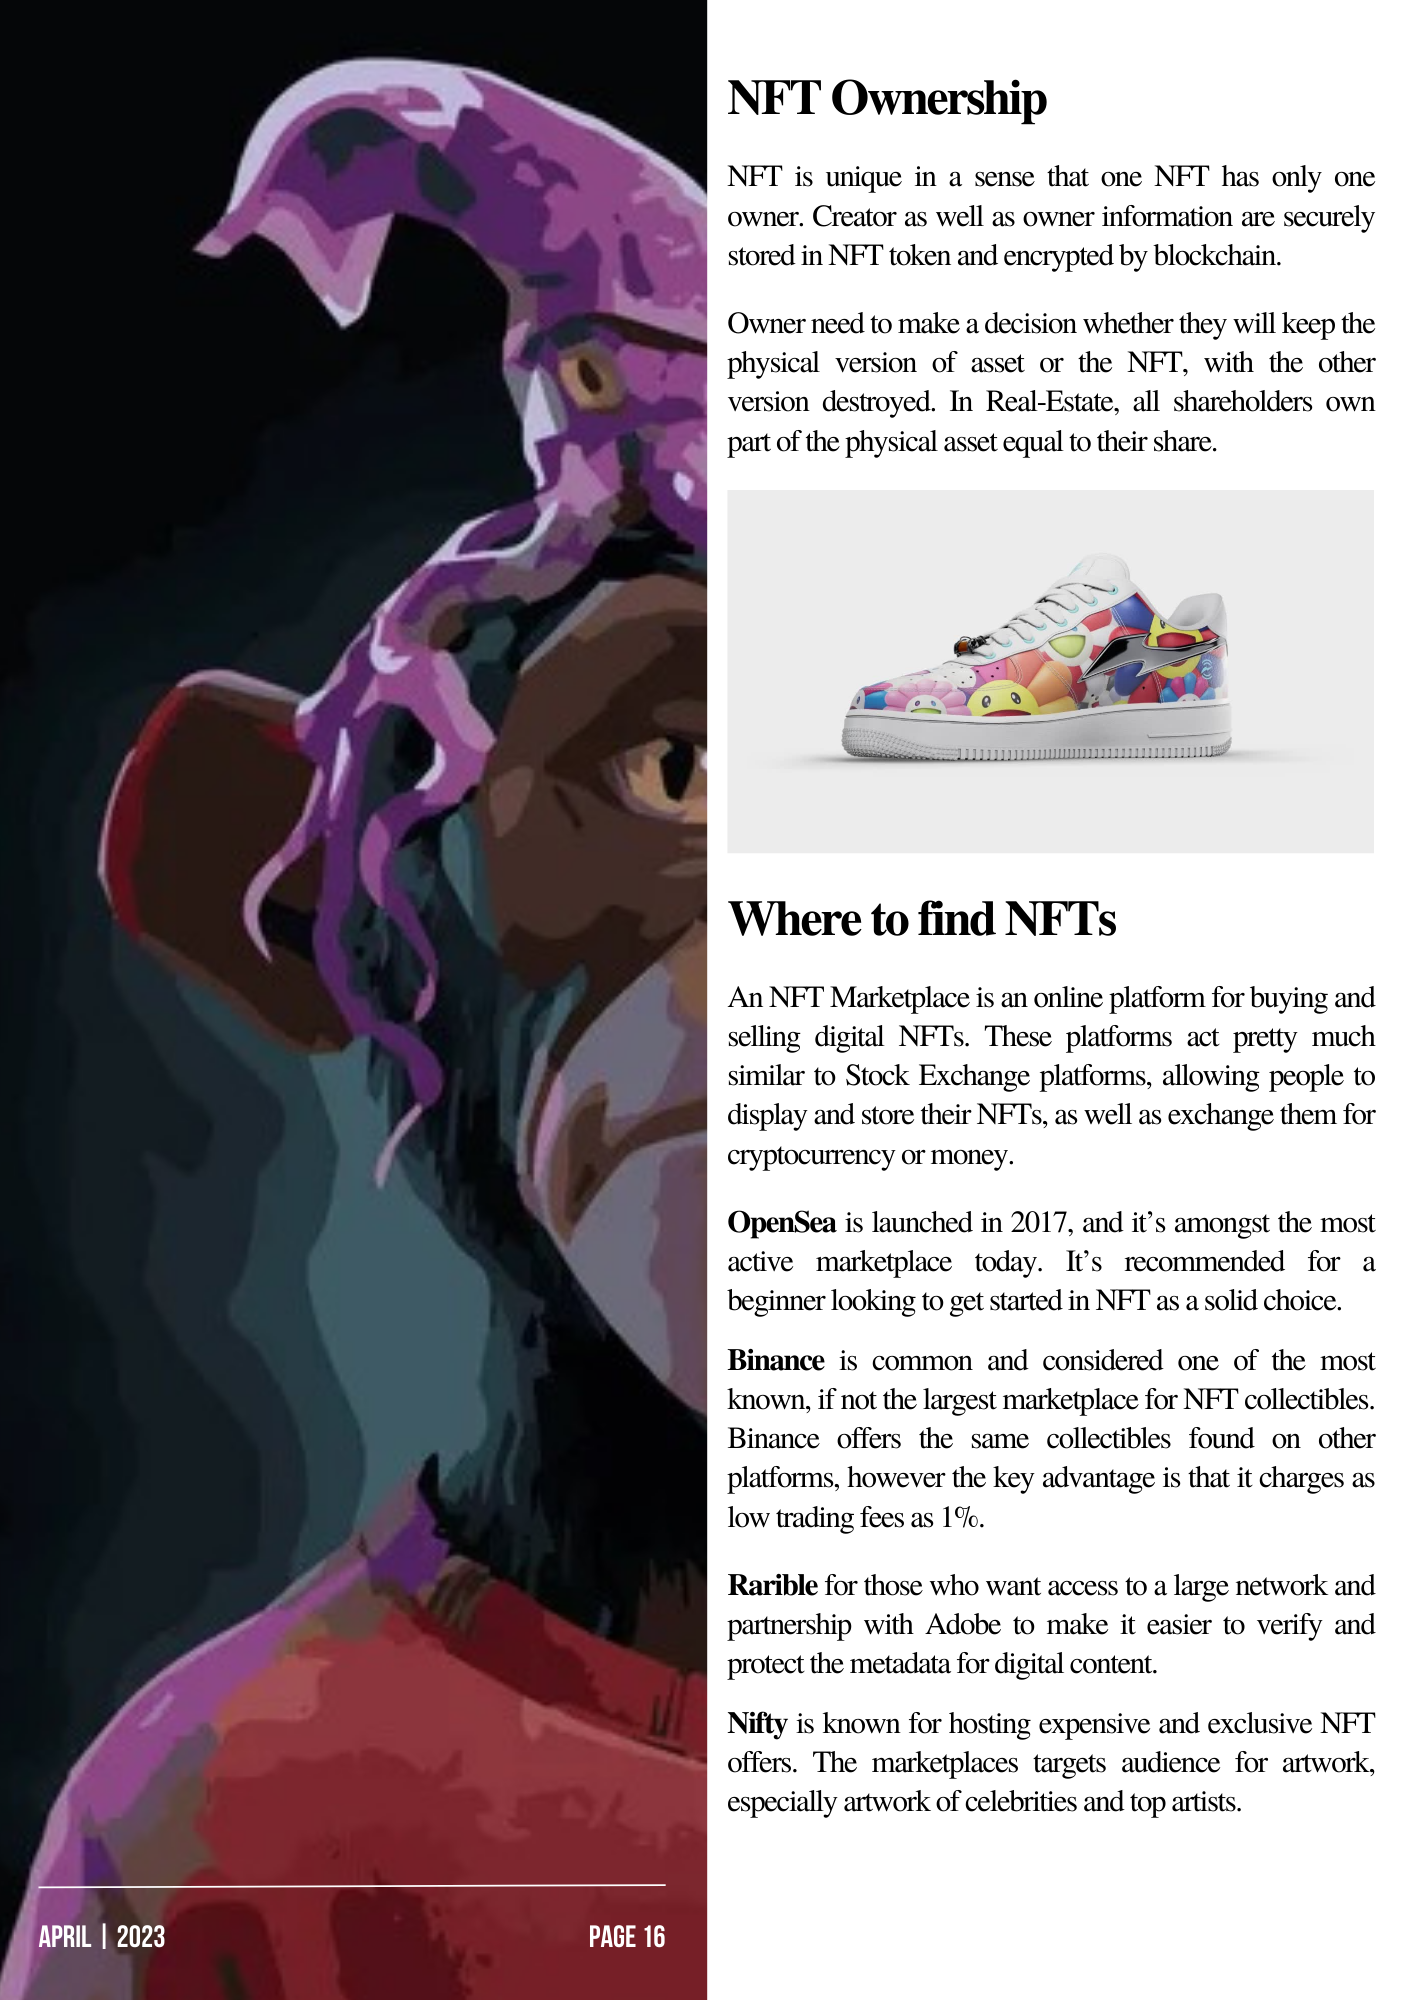 NFT Ownership
NFT is unique in a sense that one NFT has only one
owner. Creator as well as owner information are securely
stored in NFT token and encrypted by blockchain.
Owner need to make a decision whether they will keep the
physical version of asset or the NFT, with the other
version destroyed. In Real-Estate, all shareholders own
part of the physical asset equal to their share.
Where to find NFTs
An NFT Marketplace is an online platform for buying and
selling digital NFTs. These platforms act pretty much
similar to Stock Exchange platforms, allowing people to
display and store their NFTs, as well as exchange them for
cryptocurrency or money.
OpenSea is launched in 2017, and it’s amongst the most
active marketplace today. It’s recommended for a
beginner looking to get started in NFT as a solid choice.
Binance is common and considered one of the most
known, if not the largest marketplace for NFT collectibles.
Binance offers the same collectibles found on other
platforms, however the key advantage is that it charges as
low trading fees as 1%.
Rarible for those who want access to a large network and
partnership with Adobe to make it easier to verify and
protect the metadata for digital content.
Nifty is known for hosting expensive and exclusive NFT
offers. The marketplaces targets audience for artwork,
especially artwork of celebrities and top artists.
APRIL | 2023
PAGE 16